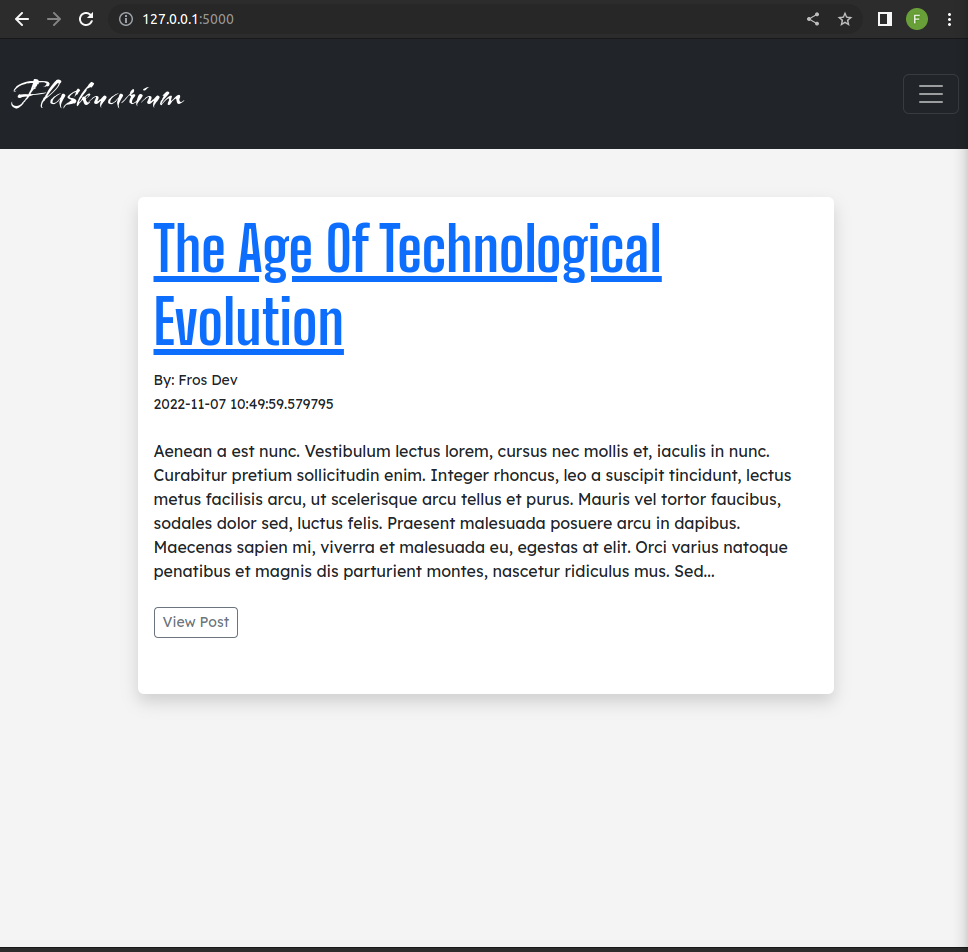 127.0.0.1:5000
F
Flaskuarium
The Age Of Technological
Evolution
By: Fros Dev
2022-11-07 10:49:59.579795
Aenean a est nunc. Vestibulum lectus lorem, cursus nec mollis et, iaculis in nunc.
Curabitur pretium sollicitudin enim. Integer rhoncus, leo a suscipit tincidunt, lectus
metus facilisis arcu, ut scelerisque arcu tellus et purus. Mauris vel tortor faucibus,
sodales dolor sed, luctus felis. Praesent malesuada posuere arcu in dapibus.
Maecenas sapien mi, viverra et malesuada eu, egestas at elit. Orci varius natoque
penatibus et magnis dis parturient montes, nascetur ridiculus mus. Sed...
View Post